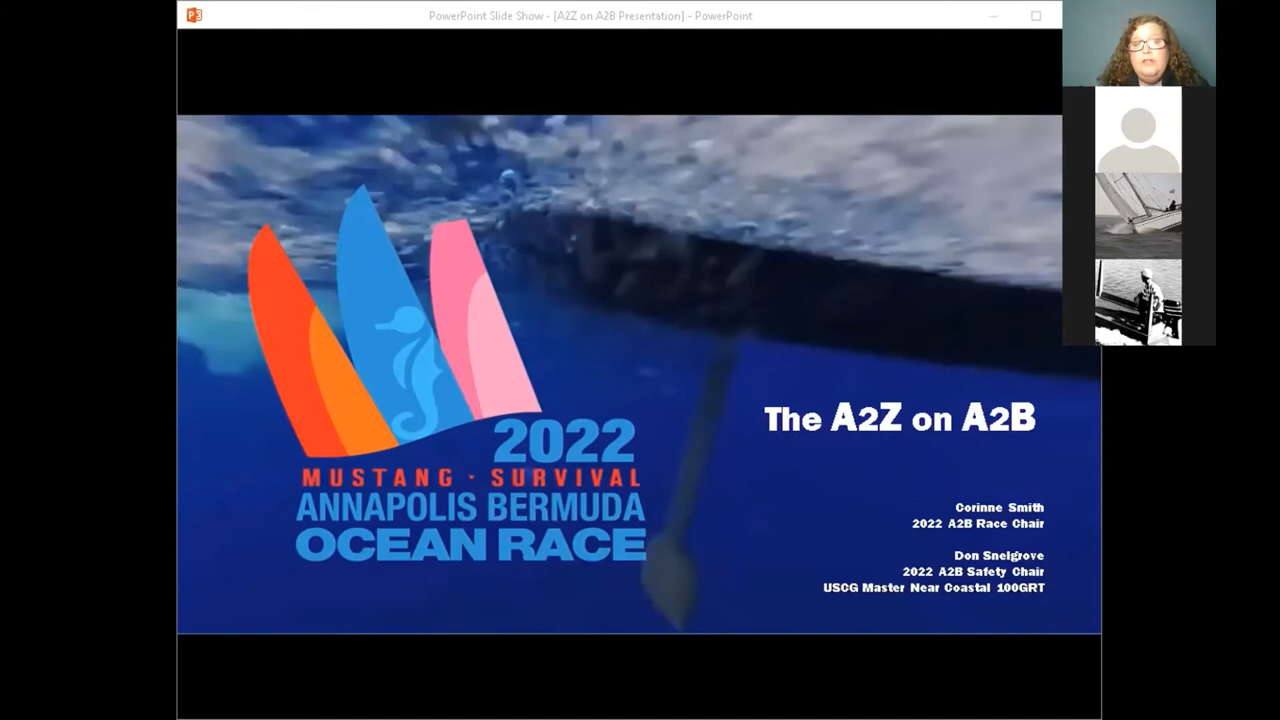 PowerPoint Slide Show - [A2Z on A2B Presentation] - PowerPoint
2022
MUSTANG · SURVIVAL
ANNAPOLIS BERMUDA
OCEAN RACE
The A2Z on A2B
Corinne Smith
2022 A2B Race Chair
Don Snelgrove
2022 A2B Safety Chair
USCG Master Near Coastal 100GRT